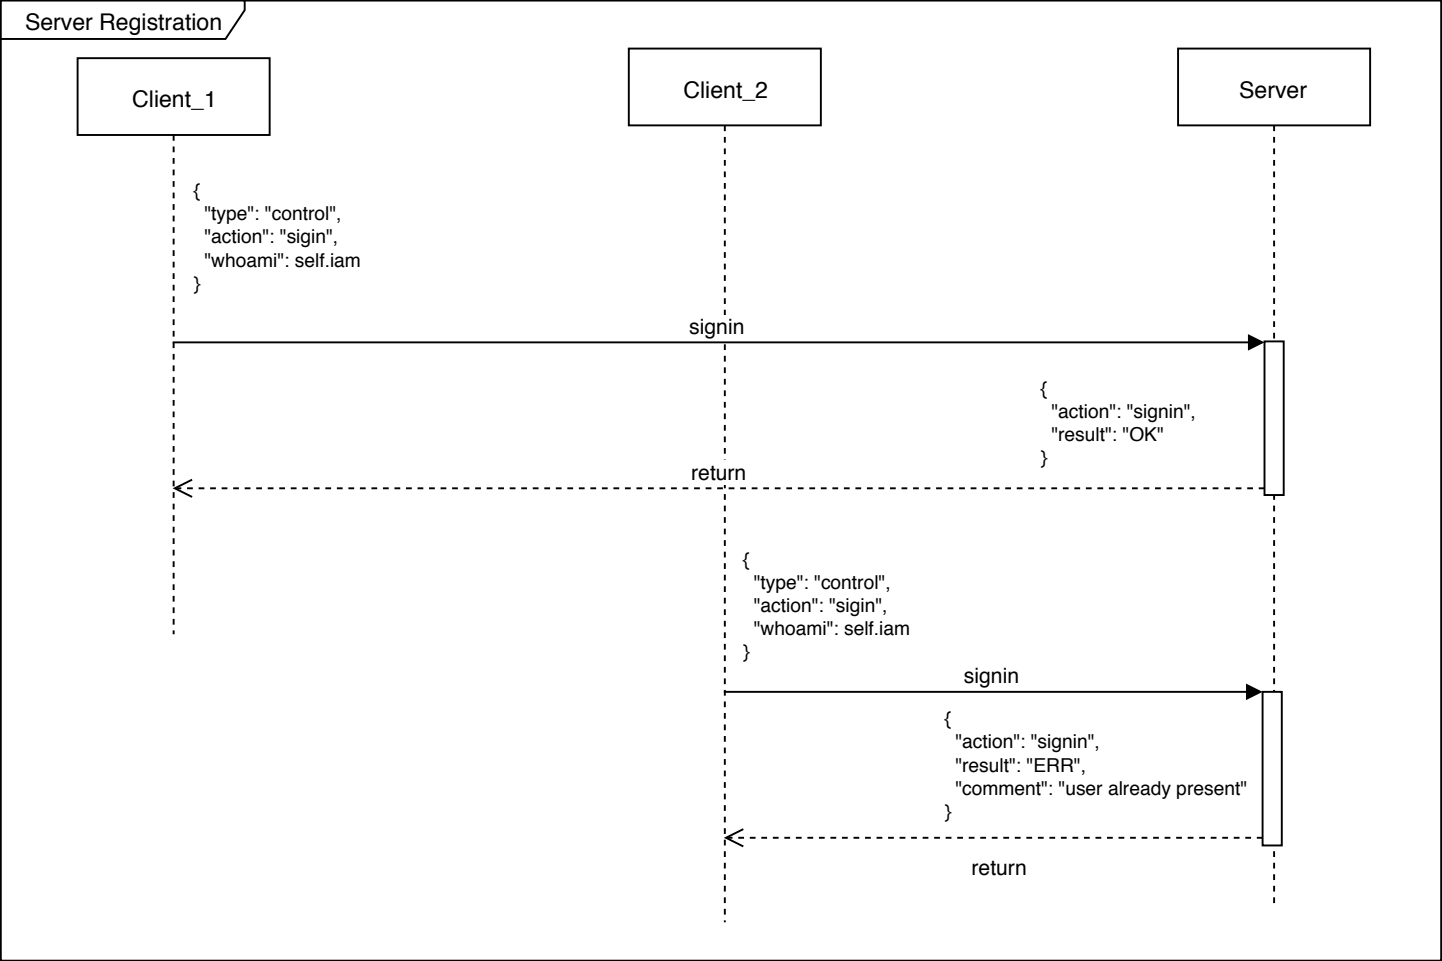 Server Registration
Client_1
Client_2
Server
{
"type": "control",
"action": "sigin",
"whoami": self.iam
}
signin
{
"action": "signin",
"result": "OK"
}
return
{
"type": "control",
"action": "sigin",
"whoami": self.iam
}
signin
{
"action": "signin",
"result": "ERR",
"comment": "user already present"
}
return